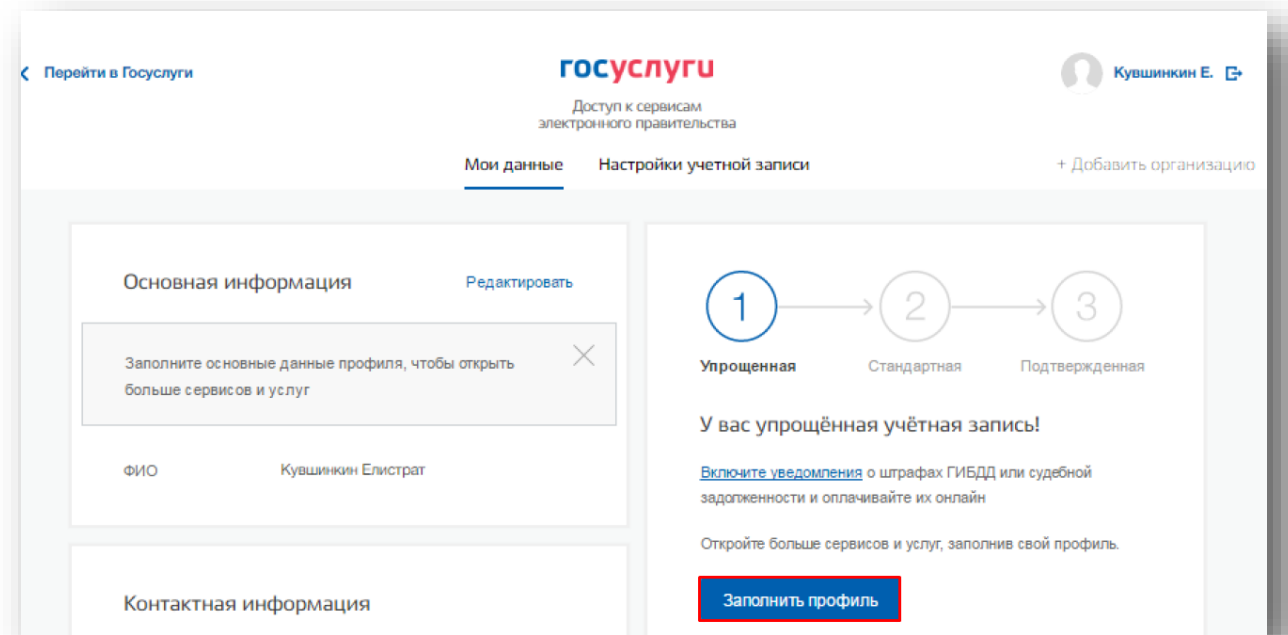 Перейти в Госуслуги
госуслуги
Кувшинкин Е.
Доступ к сервисам
электронного правительства
Мои данные
Настройки учетной записи
+ Добавить организацию
Основная информация
Редактировать
Заполните основные данные профиля, чтобы открыть
больше сервисов и услуг
ФИО
Кувшинкин Елистрат
Контактная информация
1
2
3
Упрощенная
Стандартная
Подтвержденная
У вас упрощённая учётная запись!
Включите уведомления о штрафах ГИБДД или судебной
задолженности и оплачивайте их онлайн
Откройте больше сервисов и услуг, заполнив свой профиль.
Заполнить профиль